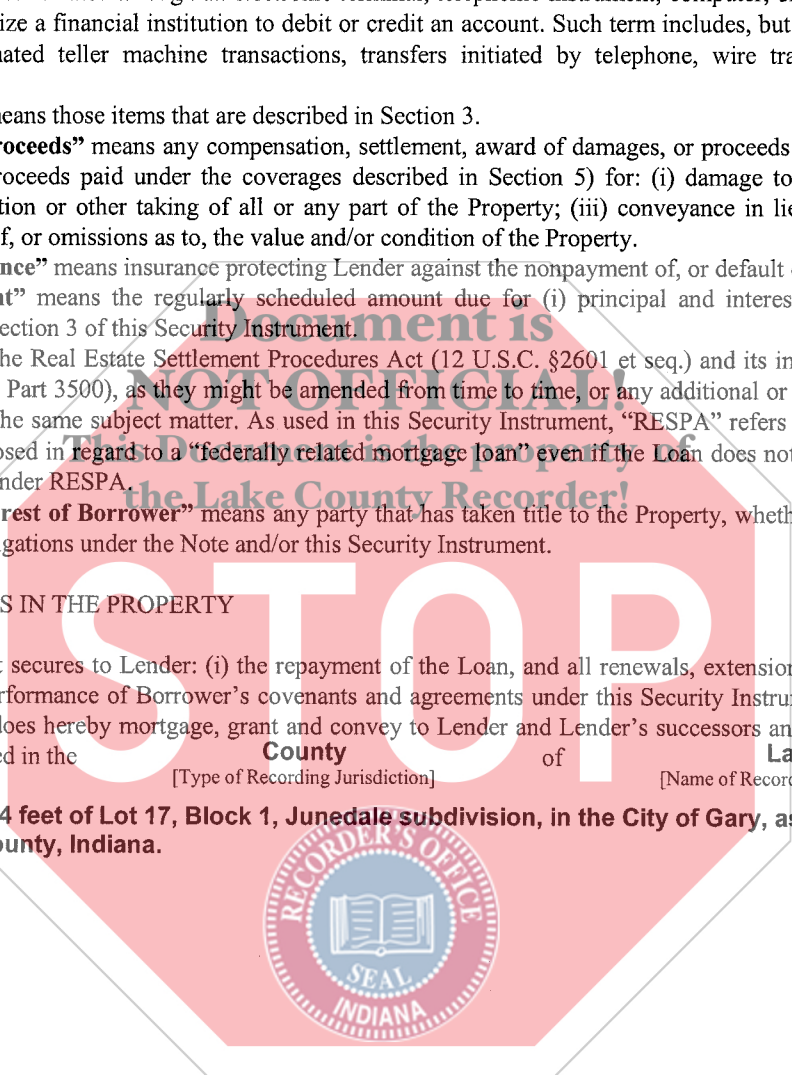 ize a financial institution to debit or credit an account. Such term includes, but
ated teller machine transactions, transfers initiated by telephone, wire tra
eans those items that are described in Section 3.
roceeds” means any compensation, settlement, award of damages, or proceeds
roceeds paid under the coverages described in Section 5) for: (i) damage to
tion or other taking of all or any part of the Property; (iii) conveyance in lie
f, or omissions as to, the value and/or condition of the Property.
nce” means insurance protecting Lender against the nonpayment of, or default
nt” means the regularly scheduled amount due for (i) principal and interes
ection 3 of this Security Instrument.
Document is
he Real Estate Settlement Procedures Act (12 U.S.C. §2601 et seq.) and its in
NOT OFFICIAL!
Part 3500), as they might be amended from time to time, or any additional or
he same subject matter. As used in this Security Instrument, “RESPA” refers
This Document is the property of
osed in regard to a “federally related mortgage loan” even if the Loan does not
nder RESPA.
the Lake County Recorder!
rest of Borrower” means any party that has taken title to the Property, wheth
gations under the Note and/or this Security Instrument.
STOP
S IN THE PROPERTY
t secures to Lender: (i) the repayment of the Loan, and all renewals, extension
rformance of Borrower’s covenants and agreements under this Security Instru
does hereby mortgage, grant and convey to Lender and Lender’s successors an
ed in the County of La
[Type of Recording Jurisdiction] [Name of Record
4 feet of Lot 17, Block 1, Junedale subdivision, in the City of Gary, as
ounty, Indiana.
RECORDER'S OFFICE
SEAL
INDIANA